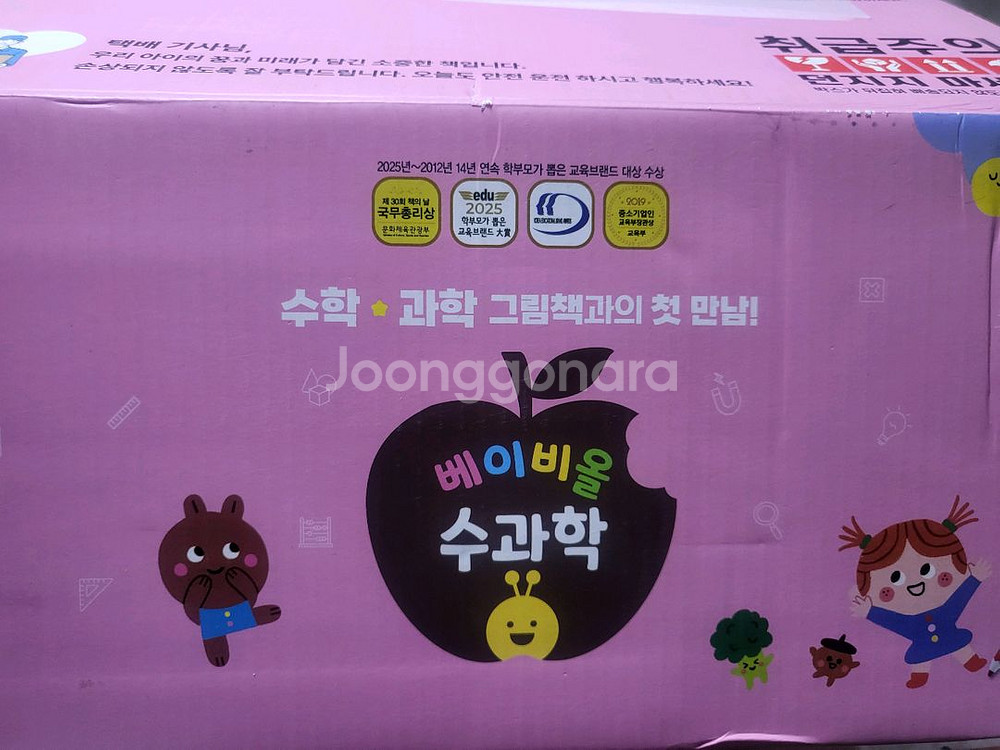 택배 기사님,
우리 아이의 꿈과 미래가 담긴 소중한 책입니다.
손상되지 않도록 잘 부탁드립니다. 오늘도 안전 운전 하시고 행복하세요!
취급주의
던지지 마세
2025년~2012년 14년 연속 학부모가 뽑은 교육브랜드 대상 수상
제 30회 책의 날
국무총리상
문화체육관광부
edu
2025
학부모가 뽑은
교육브랜드 大賞
2019
중소기업인
교육부장관상
교육부
수학 과학 그림책과의 첫 만남!
Joonggonara
베이비올
수과학